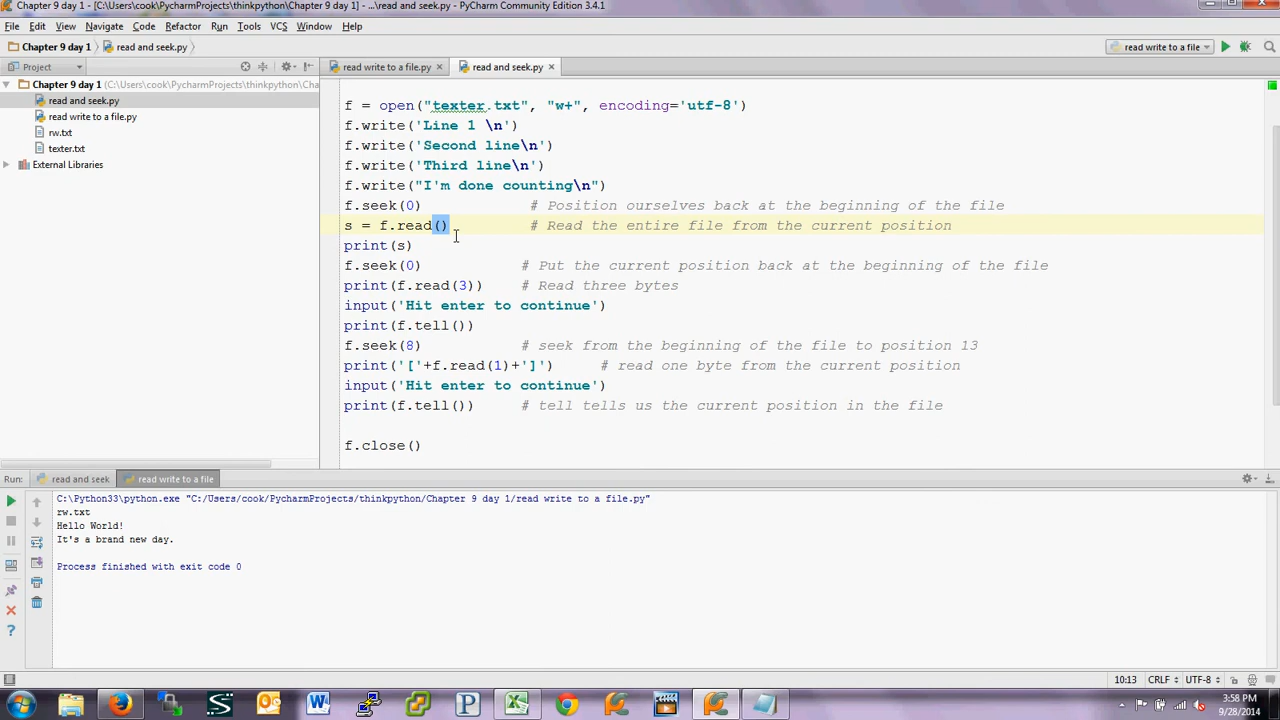 Chapter 9 day 1 - [C:\Users\cook\PycharmProjects\thinkpython\Chapter 9 day 1] - ...\read and seek.py - PyCharm Community Edition 3.4.1
File Edit View Navigate Code Refactor Run Tools VCS Window Help
Chapter 9 day 1 read and seek.py read write to a file
Project read write to a file.py read and seek.py
Chapter 9 day 1 (C:\Users\cook\PycharmProjects\thinkpython\Cha
read and seek.py
read write to a file.py
rw.txt
texter.txt
External Libraries
f = open("texter.txt", "w+", encoding='utf-8')
f.write('Line 1 \n')
f.write('Second line\n')
f.write('Third line\n')
f.write("I'm done counting\n")
f.seek(0) # Position ourselves back at the beginning of the file
s = f.read() # Read the entire file from the current position
print(s)
f.seek(0) # Put the current position back at the beginning of the file
print(f.read(3)) # Read three bytes
input('Hit enter to continue')
print(f.tell())
f.seek(8) # seek from the beginning of the file to position 13
print('['+f.read(1)+']') # read one byte from the current position
input('Hit enter to continue')
print(f.tell()) # tell tells us the current position in the file
f.close()
Run: read and seek read write to a file
C:\Python33\python.exe "C:/Users/cook/PycharmProjects/thinkpython/Chapter 9 day 1/read write to a file.py"
rw.txt
Hello World!
It's a brand new day.
Process finished with exit code 0
10:13 CRLF UTF-8
3:58 PM
9/28/2014